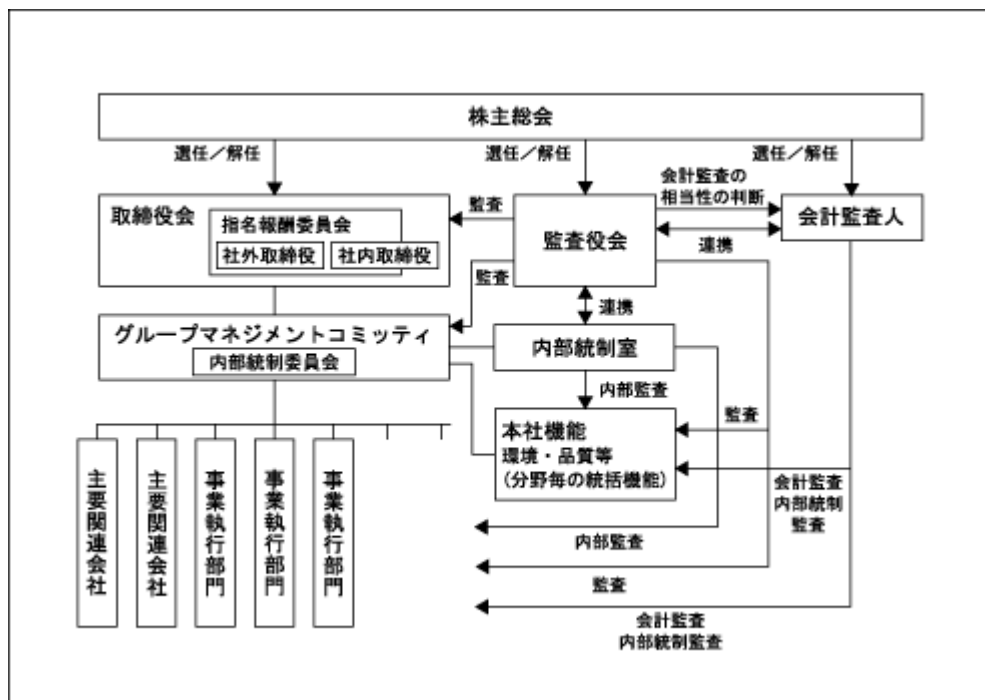 株主総会
選任／解任
選任／解任
選任／解任
取締役会
指名報酬委員会
社外取締役
社内取締役
監査
監査役会
会計監査の
相当性の判断
会計監査人
連携
監査
連携
グループマネジメントコミッティ
内部統制委員会
内部統制室
内部監査
本社機能
環境・品質等
(分野毎の統括機能)
監査
会計監査
内部統制
監査
主要関連会社
主要関連会社
事業執行部門
事業執行部門
事業執行部門
内部監査
監査
会計監査
内部統制監査